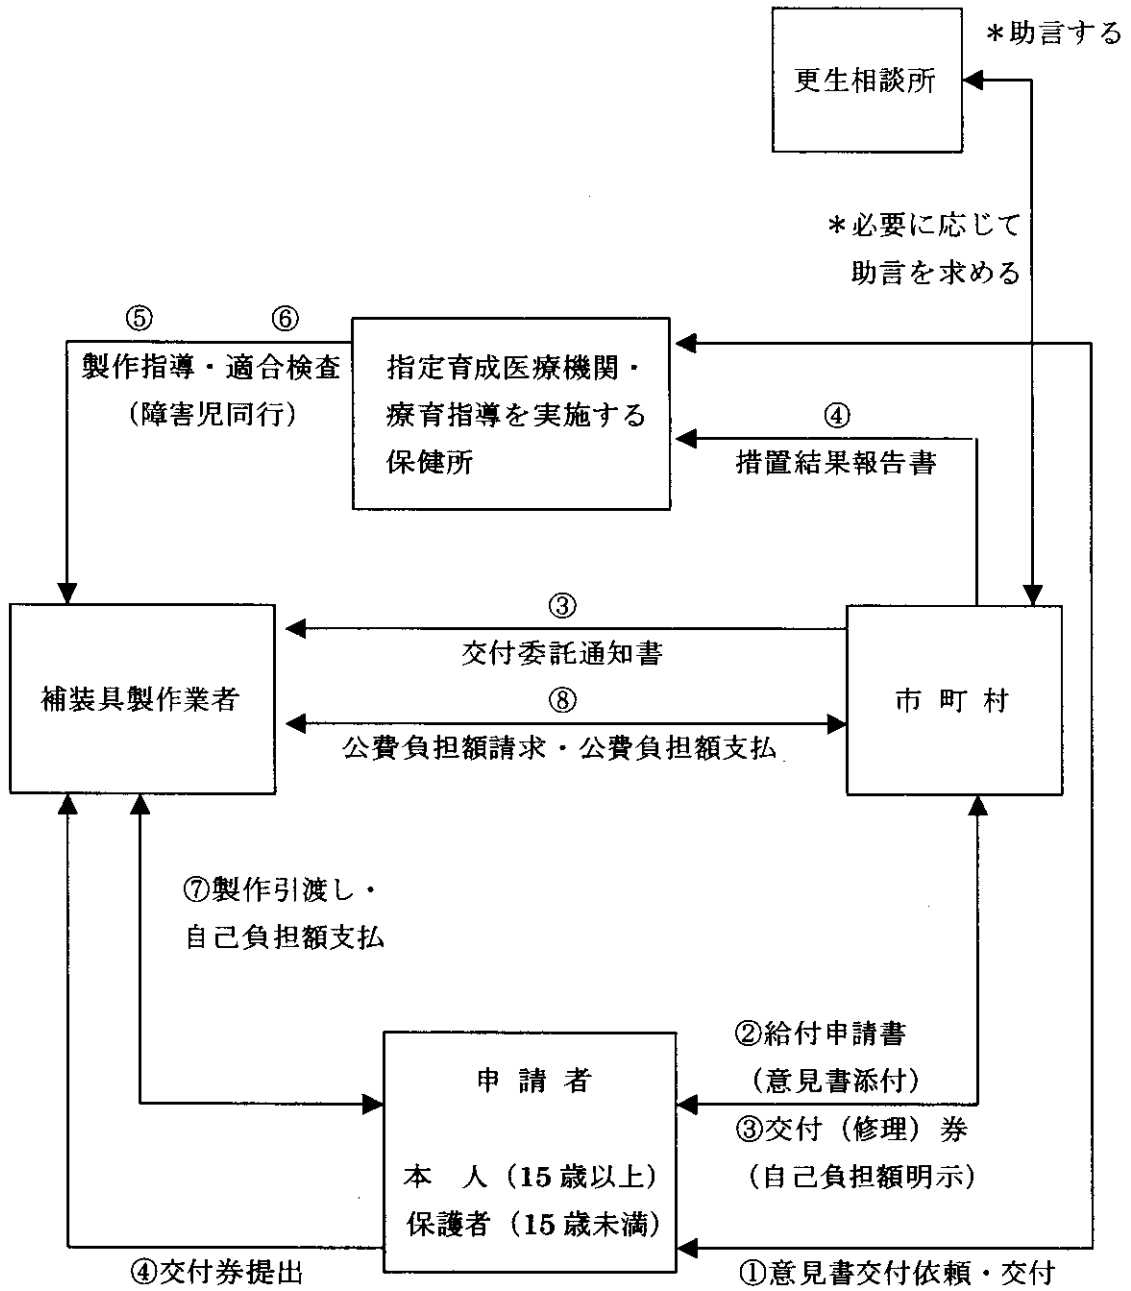 ＊助言する
更生相談所
＊必要に応じて
助言を求める
⑤ ⑥
製作指導・適合検査
（障害児同行）
指定育成医療機関・
療育指導を実施する
保健所
④
措置結果報告書
③
交付委託通知書
補装具製作業者
⑧
公費負担額請求・公費負担額支払
市 町 村
⑦製作引渡し・
自己負担額支払
②給付申請書
（意見書添付）
③交付（修理）券
（自己負担額明示）
申 請 者
本　人（15歳以上）
保護者（15歳未満）
④交付券提出
①意見書交付依頼・交付